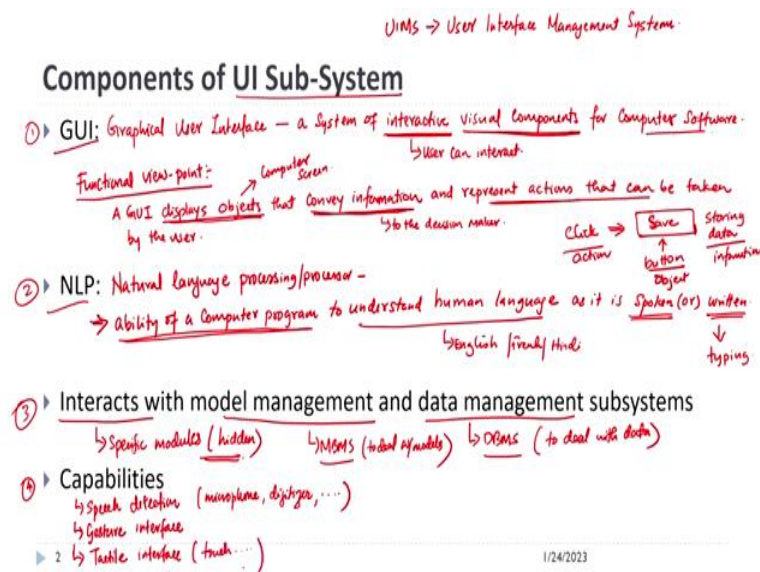 UIMS → User Interface Management Systems.
Components of UI Sub-System
① GUI: Graphical User Interface — a System of interactive visual components for Computer Software.
↳ User can interact.
Functional view-point:-
Computer Screen.
A GUI displays objects that convey information and represent actions that can be taken
by the user.
↳ to the decision maker.
Click → Save
action
button
object
storing
data
information
② NLP: Natural language processing/processor -
→ ability of a Computer program to understand human language as it is Spoken (or) written.
↳ English / French / Hindi
typing.
③ Interacts with model management and data management subsystems
↳ Specific modules (hidden)
↳ MBMS (to deal w/ models)
↳ DBMS (to deal with data)
④ Capabilities
↳ Speech detection (microphone, digitizer, ....)
↳ Gesture interface
↳ Tactile interface (touch....)
2
1/24/2023